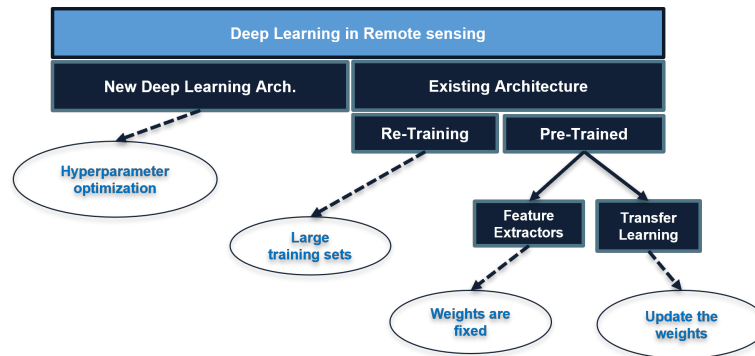 Deep Learning in Remote sensing
New Deep Learning Arch.
Existing Architecture
Re-Training
Pre-Trained
Hyperparameter
optimization
Large
training sets
Feature
Extractors
Transfer
Learning
Weights are
fixed
Update the
weights